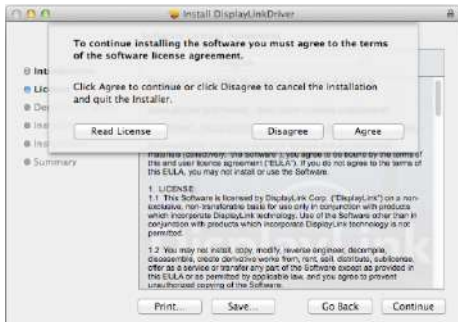 Install DisplayLinkDriver
To continue installing the software you must agree to the terms
of the software license agreement.
Click Agree to continue or click Disagree to cancel the installation
and quit the Installer.
Read License
Disagree
Agree
Int
Lic
Summary
this and user licence agreement ("EULA"). If you do not agree to the terms of
this EULA, you may not install or use the Software.
1. LICENSE
1.1 This Software is licensed by DisplayLink Corp. ("DisplayLink") on a non-
exclusive, non-transferable basis for use only in conjunction with products
which incorporate DisplayLink technology. Use of the Software other than in
conjunction with products which incorporate DisplayLink technology is not
permitted.
1.2 You may not install, copy, modify, reverse engineer, decompile,
disassemble, create derivative works from, rent, sell, distribute, sublicense,
offer as a service or transfer any part of the Software except as provided in
this EULA or as permitted by applicable law, and you agree to prevent
unauthorized copying of the Software.
Print...
Save...
Go Back
Continue